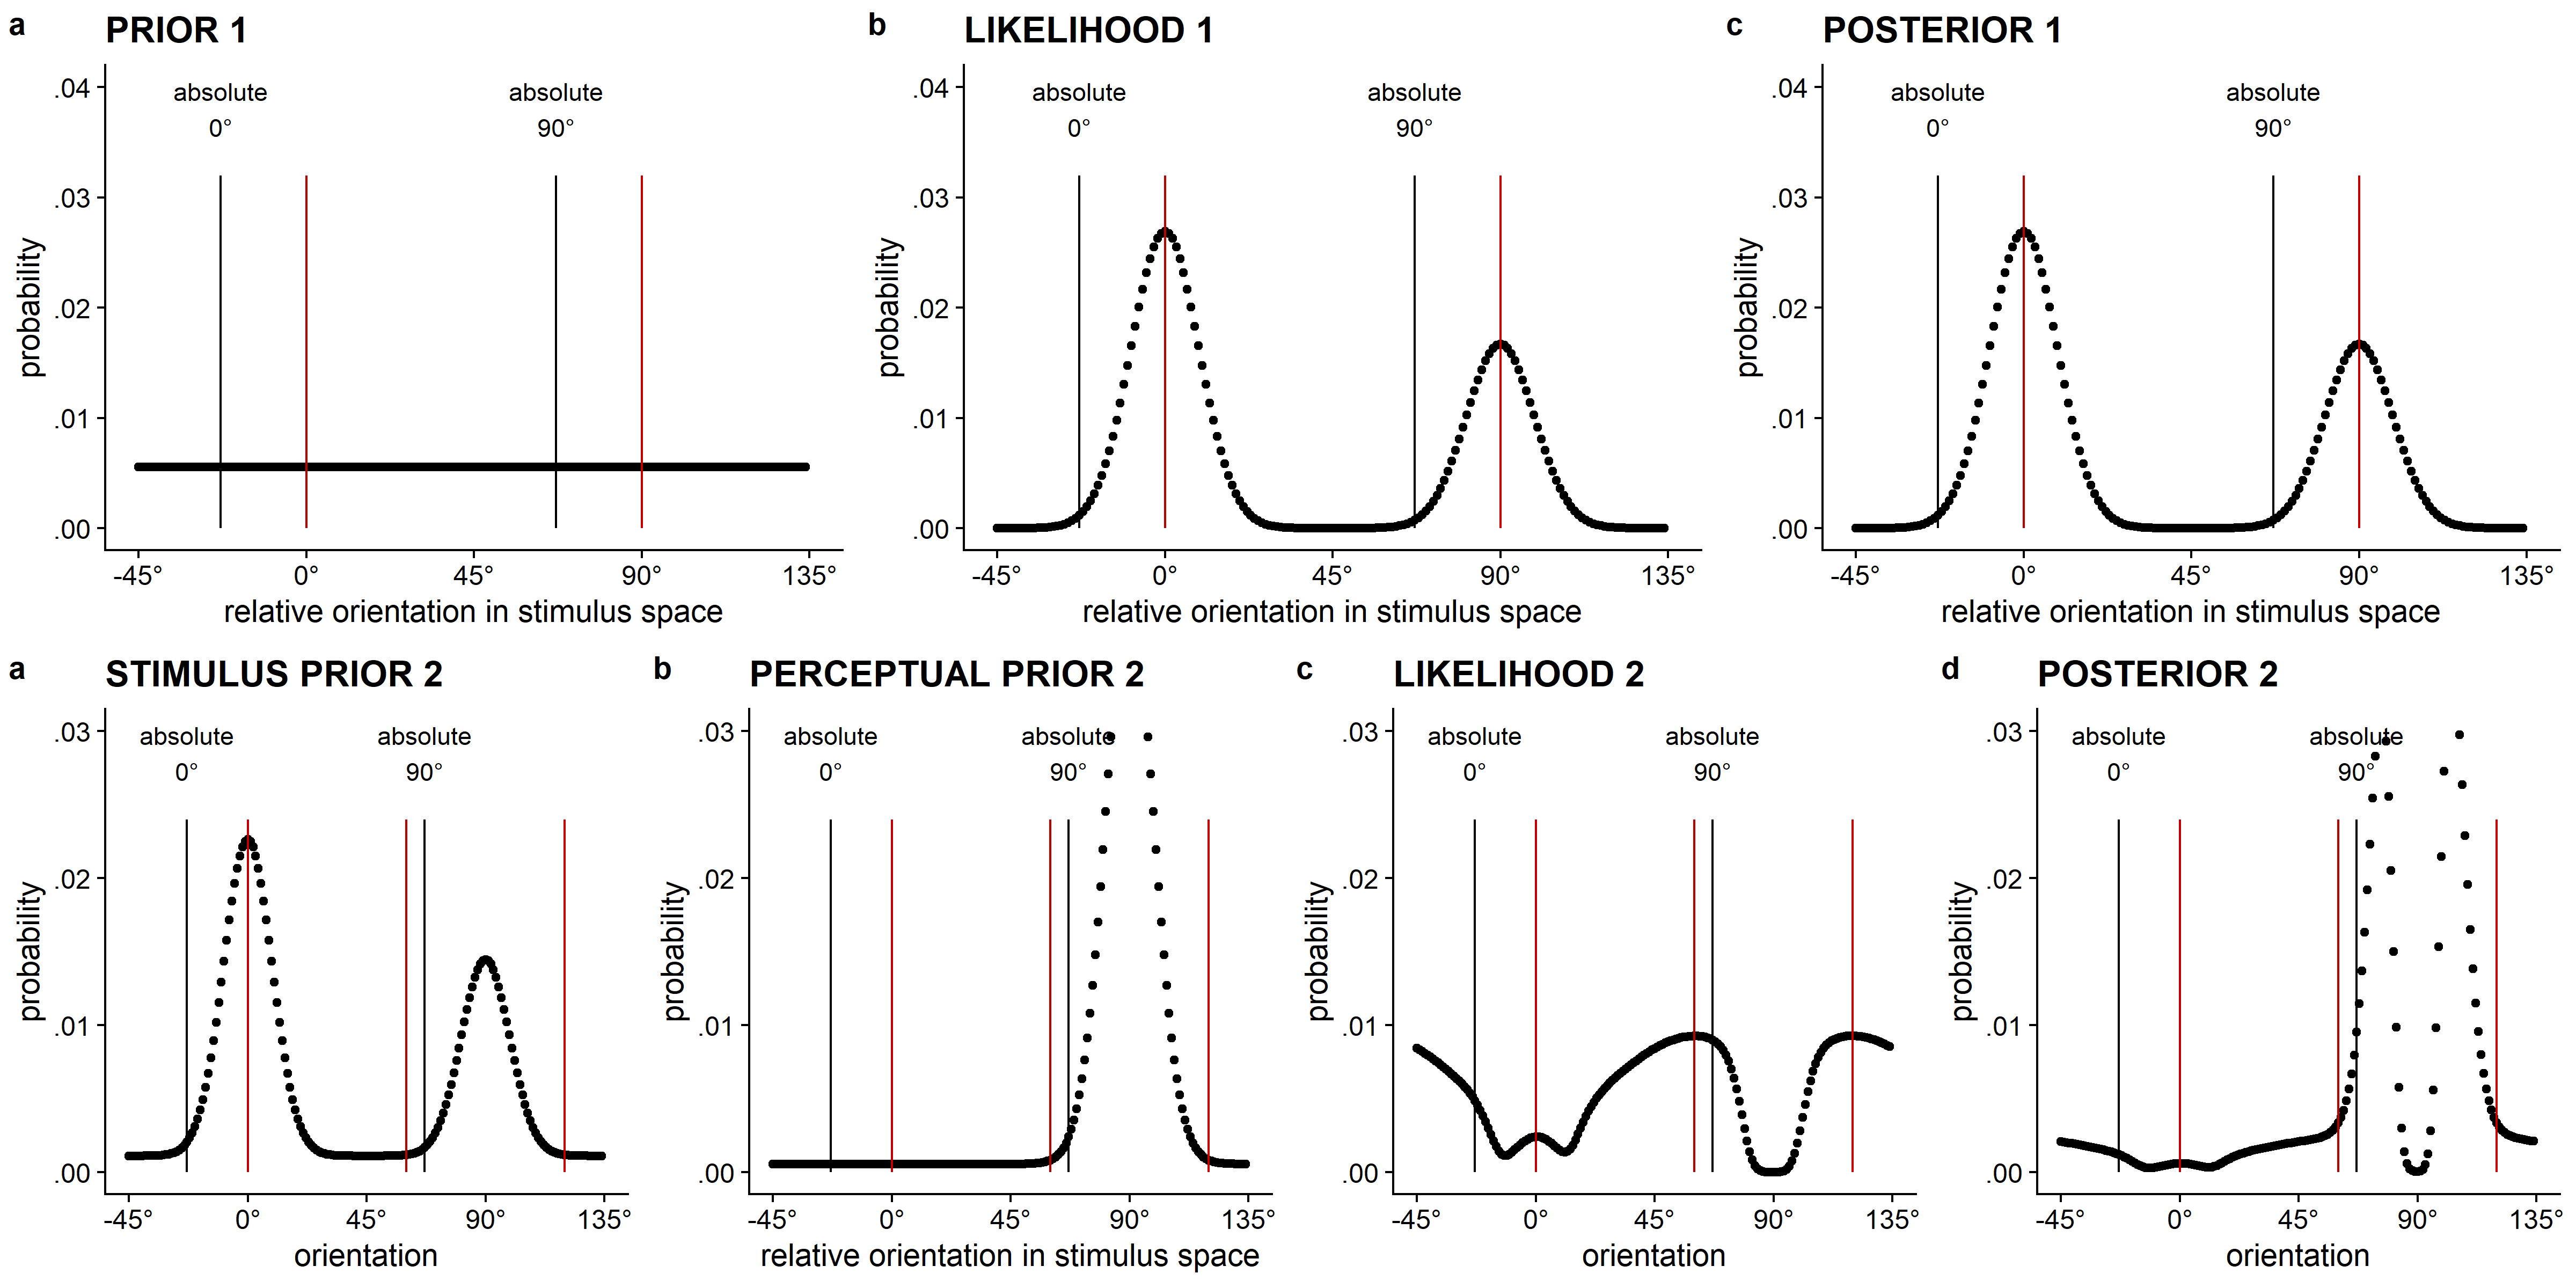 a PRIOR 1
absolute absolute
0° 90°
.04
.03
.02
.01
.00
probability
-45° 0° 45° 90° 135°
relative orientation in stimulus space
b LIKELIHOOD 1
absolute absolute
0° 90°
.04
.03
.02
.01
.00
probability
-45° 0° 45° 90° 135°
relative orientation in stimulus space
c POSTERIOR 1
absolute absolute
0° 90°
.04
.03
.02
.01
.00
probability
-45° 0° 45° 90° 135°
relative orientation in stimulus space
a STIMULUS PRIOR 2
absolute absolute
0° 90°
.03
.02
.01
.00
probability
-45° 0° 45° 90° 135°
orientation
b PERCEPTUAL PRIOR 2
absolute absolute
0° 90°
.03
.02
.01
.00
probability
-45° 0° 45° 90° 135°
relative orientation in stimulus space
c LIKELIHOOD 2
absolute absolute
0° 90°
.03
.02
.01
.00
probability
-45° 0° 45° 90° 135°
orientation
d POSTERIOR 2
absolute absolute
0° 90°
.03
.02
.01
.00
probability
-45° 0° 45° 90° 135°
orientation